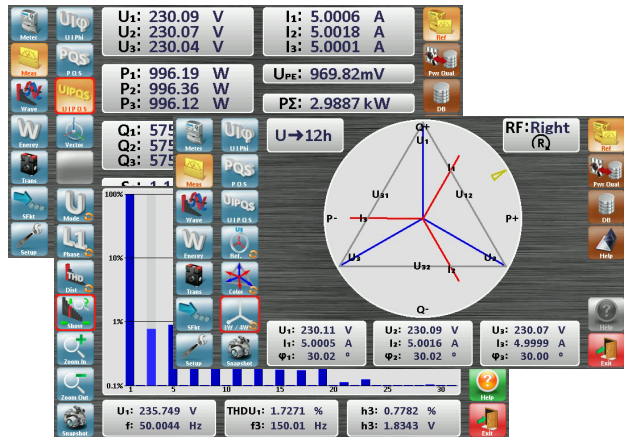 Meter
UIφ
U I Phi
U1: 230.09 V
U2: 230.07 V
U3: 230.04 V
I1: 5.0006 A
I2: 5.0018 A
I3: 5.0001 A
Ref
Meas
PQS
P Q S
P1: 996.19 W
P2: 996.36 W
P3: 996.12 W
UPE: 969.82mV
PΣ: 2.9887 kW
Pwr Qual
Wave
UIPQS
U I P Q S
DB
Energy
Vector
Q1: 575
Q2: 575
Q3: 575
Trans
SFkt
Setup
U
Mode
L1
Phase
THD
Dist.
Show
Zoom In
Zoom Out
Snapshot
100%
10%
1%
0.1%
1
5
10
15
20
25
30
Help
Exit
U1: 235.749 V
f: 50.0044 Hz
THDU1: 1.7271 %
f3: 150.01 Hz
h3: 0.7782 %
h3: 1.8343 V
Meter
UIφ
U I Phi
U→12h
RF:Right
R
Ref
Meas
PQS
P Q S
Pwr Qual
Wave
UIPQS
U I P Q S
DB
Energy
U3
Ref.
Help
Trans
Color
SFkt
3W / 4W
Help
Setup
Snapshot
Exit
Q+
U1
I1
U31
U12
P-
I3
P+
U3
U32
I2
U2
Q-
U1: 230.11 V
I1: 5.0005 A
φ1: 30.02 °
U2: 230.09 V
I2: 5.0016 A
φ2: 30.02 °
U3: 230.07 V
I3: 4.9999 A
φ3: 30.00 °